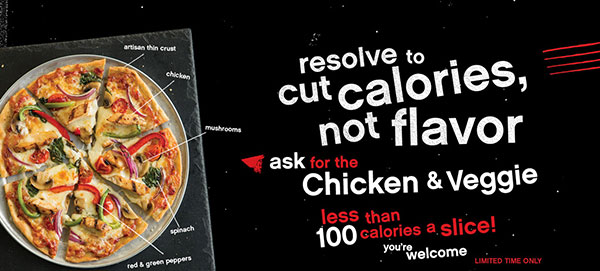 artisan thin crust
chicken
mushrooms
spinach
red & green peppers
resolve to
cut calories,
not flavor
ask for the
Chicken & Veggie
less than
100 calories a slice!
you're
welcome
LIMITED TIME ONLY